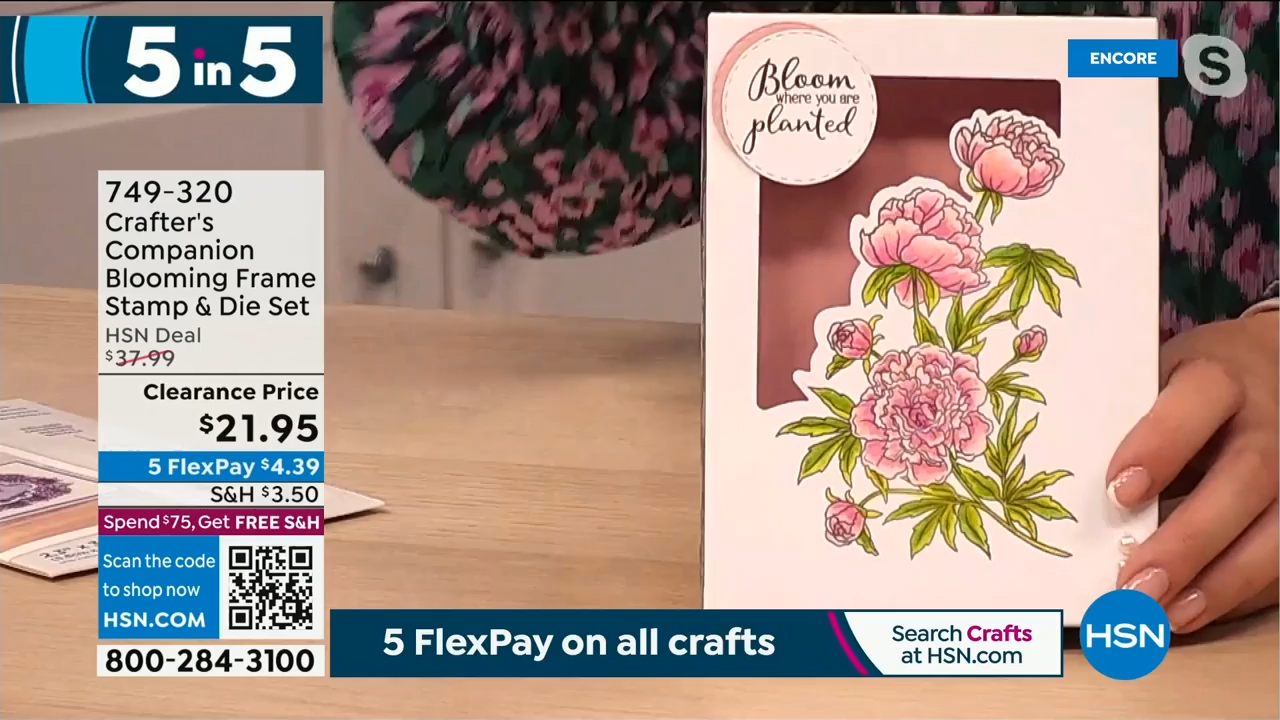 5 in 5
749-320
Crafter's
Companion
Blooming Frame
Stamp & Die Set
HSN Deal
$37.99
Clearance Price
$21.95
5 FlexPay $4.39
S&H $3.50
Spend $75, Get FREE S&H
Scan the code
to shop now
HSN.COM
800-284-3100
Bloom
where you are
planted
ENCORE
S
5 FlexPay on all crafts
Search Crafts
at HSN.com
HSN